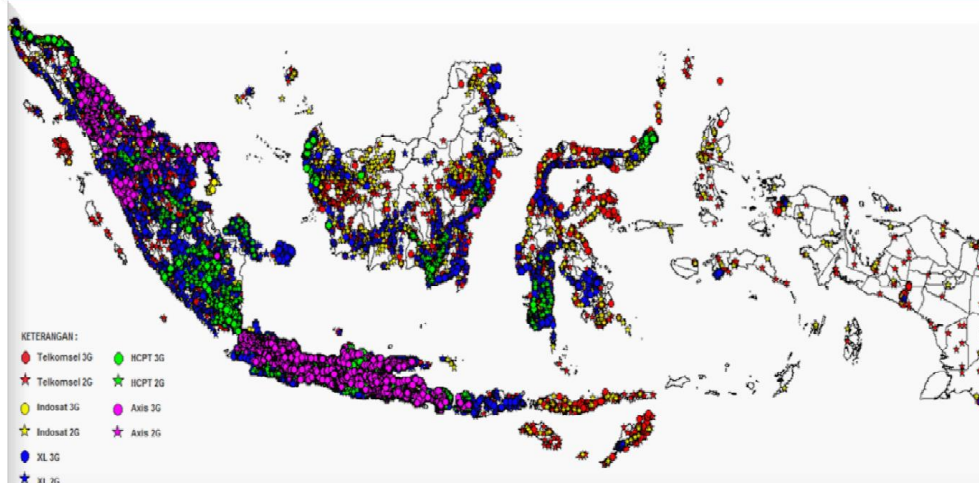 KETERANGAN :
Telkomsel 3G
Telkomsel 2G
Indosat 3G
Indosat 2G
XL 3G
XL 2G
HCPT 3G
HCPT 2G
Axis 3G
Axis 2G